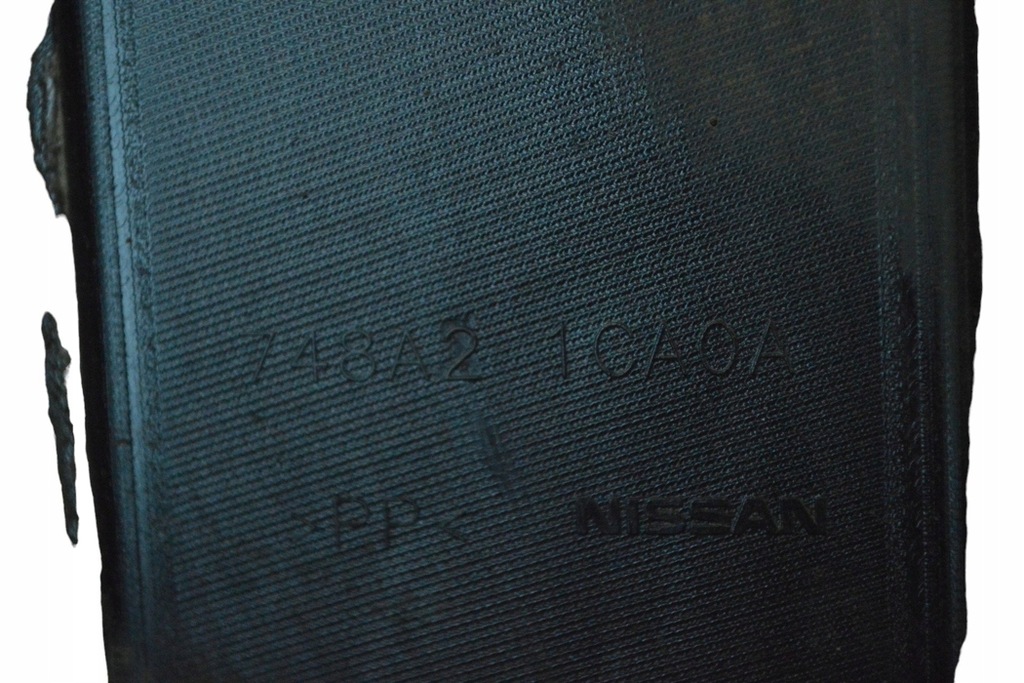 748A2 1CA0A
>PP< NISSAN